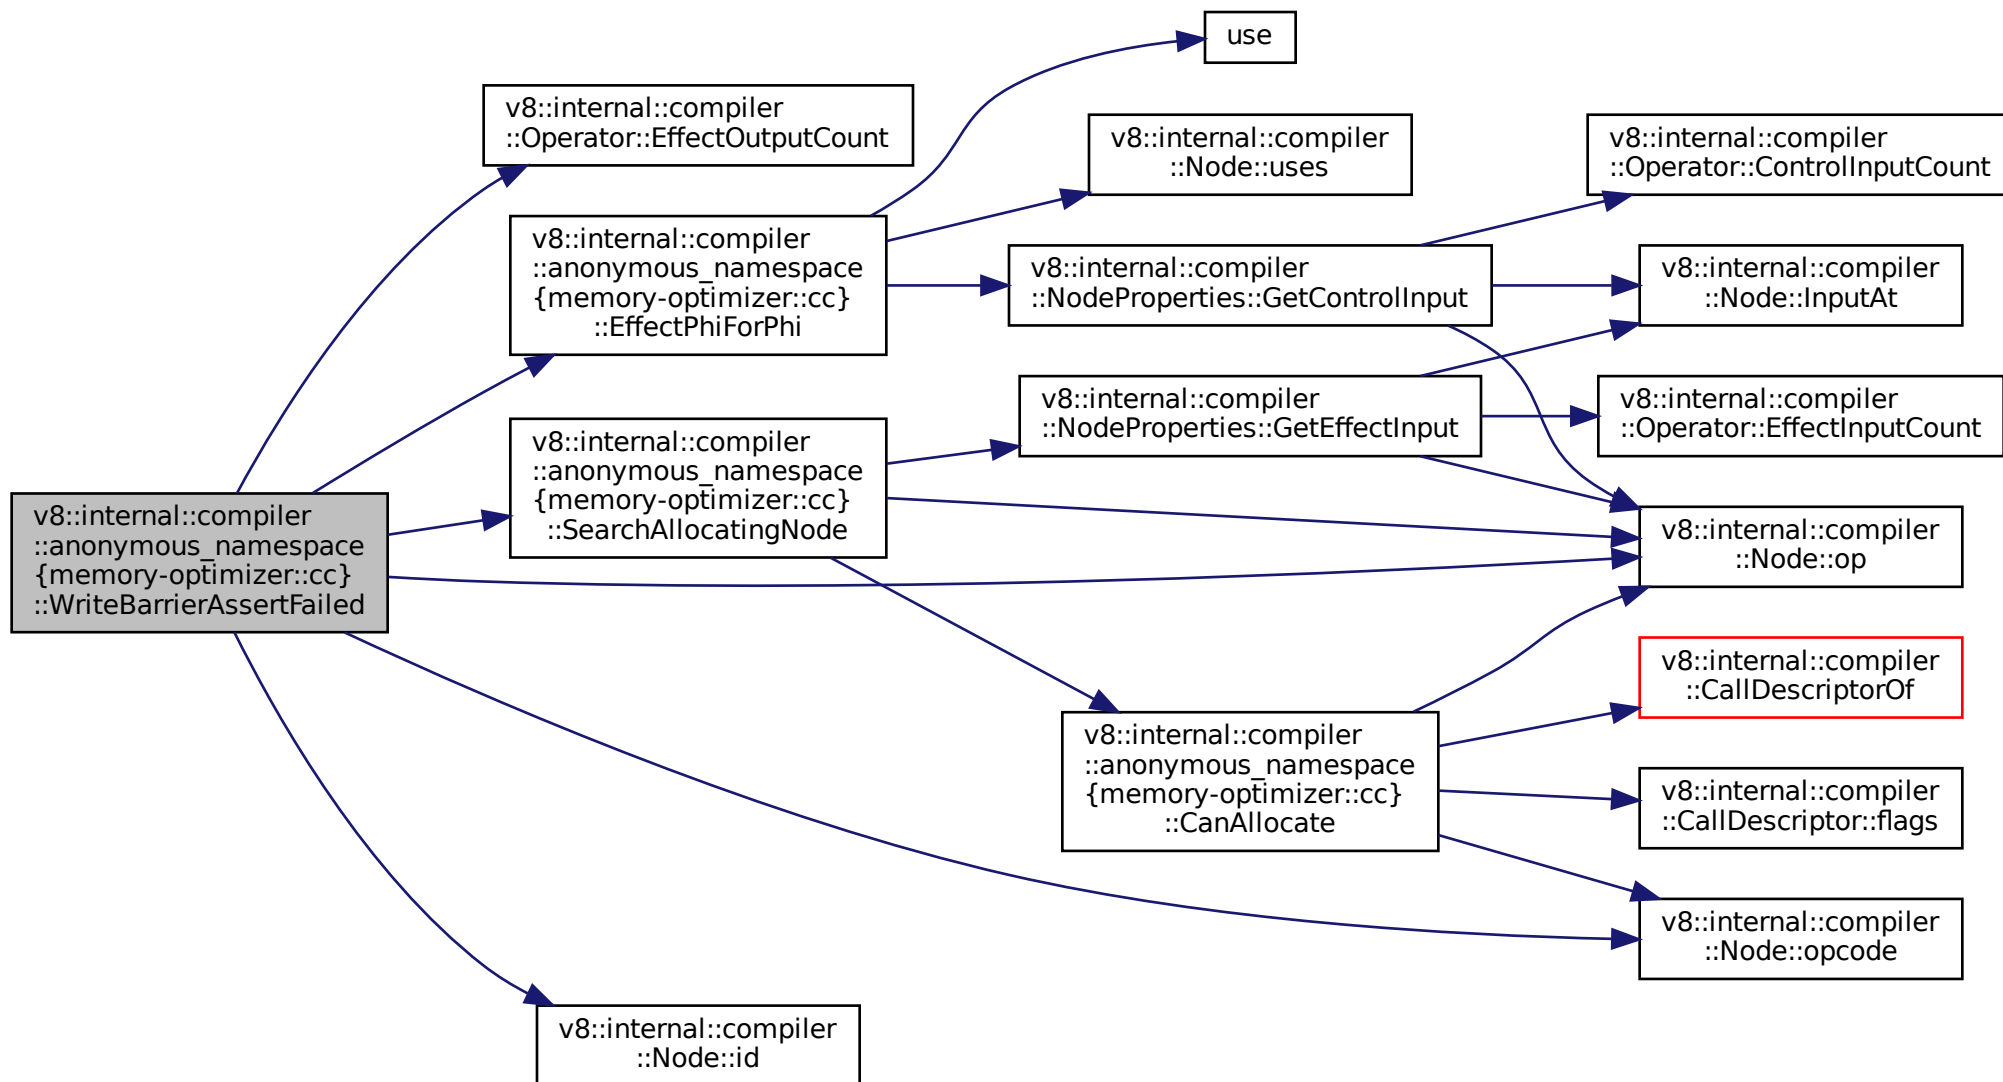 use
v8::internal::compiler
::Operator::EffectOutputCount
v8::internal::compiler
::Node::uses
v8::internal::compiler
::Operator::ControlInputCount
v8::internal::compiler
::anonymous_namespace
{memory-optimizer::cc}
::EffectPhiForPhi
v8::internal::compiler
::NodeProperties::GetControlInput
v8::internal::compiler
::Node::InputAt
v8::internal::compiler
::anonymous_namespace
{memory-optimizer::cc}
::SearchAllocatingNode
v8::internal::compiler
::NodeProperties::GetEffectInput
v8::internal::compiler
::Operator::EffectInputCount
v8::internal::compiler
::anonymous_namespace
{memory-optimizer::cc}
::WriteBarrierAssertFailed
v8::internal::compiler
::Node::op
v8::internal::compiler
::CallDescriptorOf
v8::internal::compiler
::anonymous_namespace
{memory-optimizer::cc}
::CanAllocate
v8::internal::compiler
::CallDescriptor::flags
v8::internal::compiler
::Node::opcode
v8::internal::compiler
::Node::id